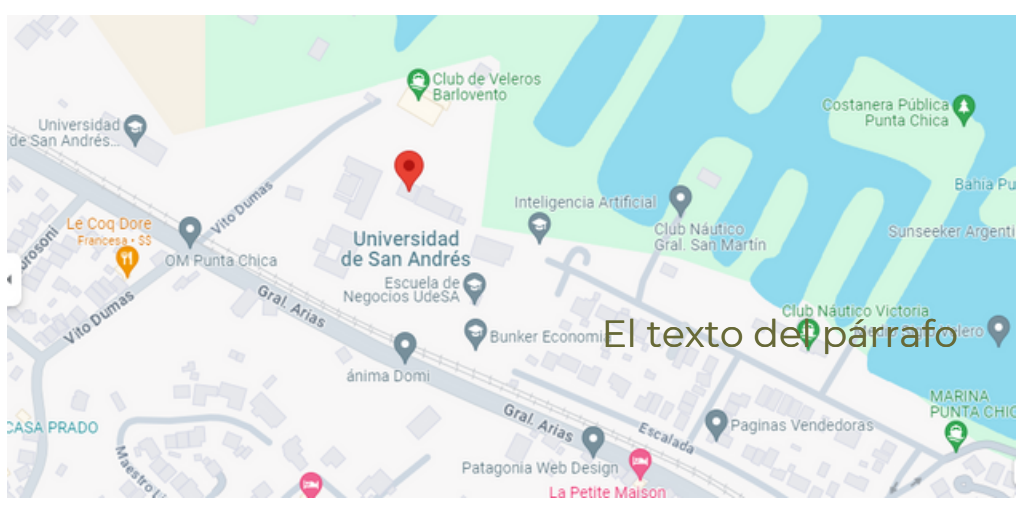 Club de Veleros
Barlovento
Costanera Pública
Punta Chica
Universidad
de San Andrés...
Bahía Pu
Vito Dumas
Inteligencia Artificial
Le Coq Dore
Francesa • $$
Club Náutico
Gral. San Martín
Sunseeker Argenti
Universidad
de San Andrés
OM Punta Chica
Escuela de
Negocios UdeSA
Gral. Arias
Vito Dumas
Club Náutico Victoria
El texto del párrafo
Bunker Economi
ánima Domi
MARINA
PUNTA CHIC
Gral. Arias
Escalada
Paginas Vendedoras
CASA PRADO
Maestro
Patagonia Web Design
La Petite Maison